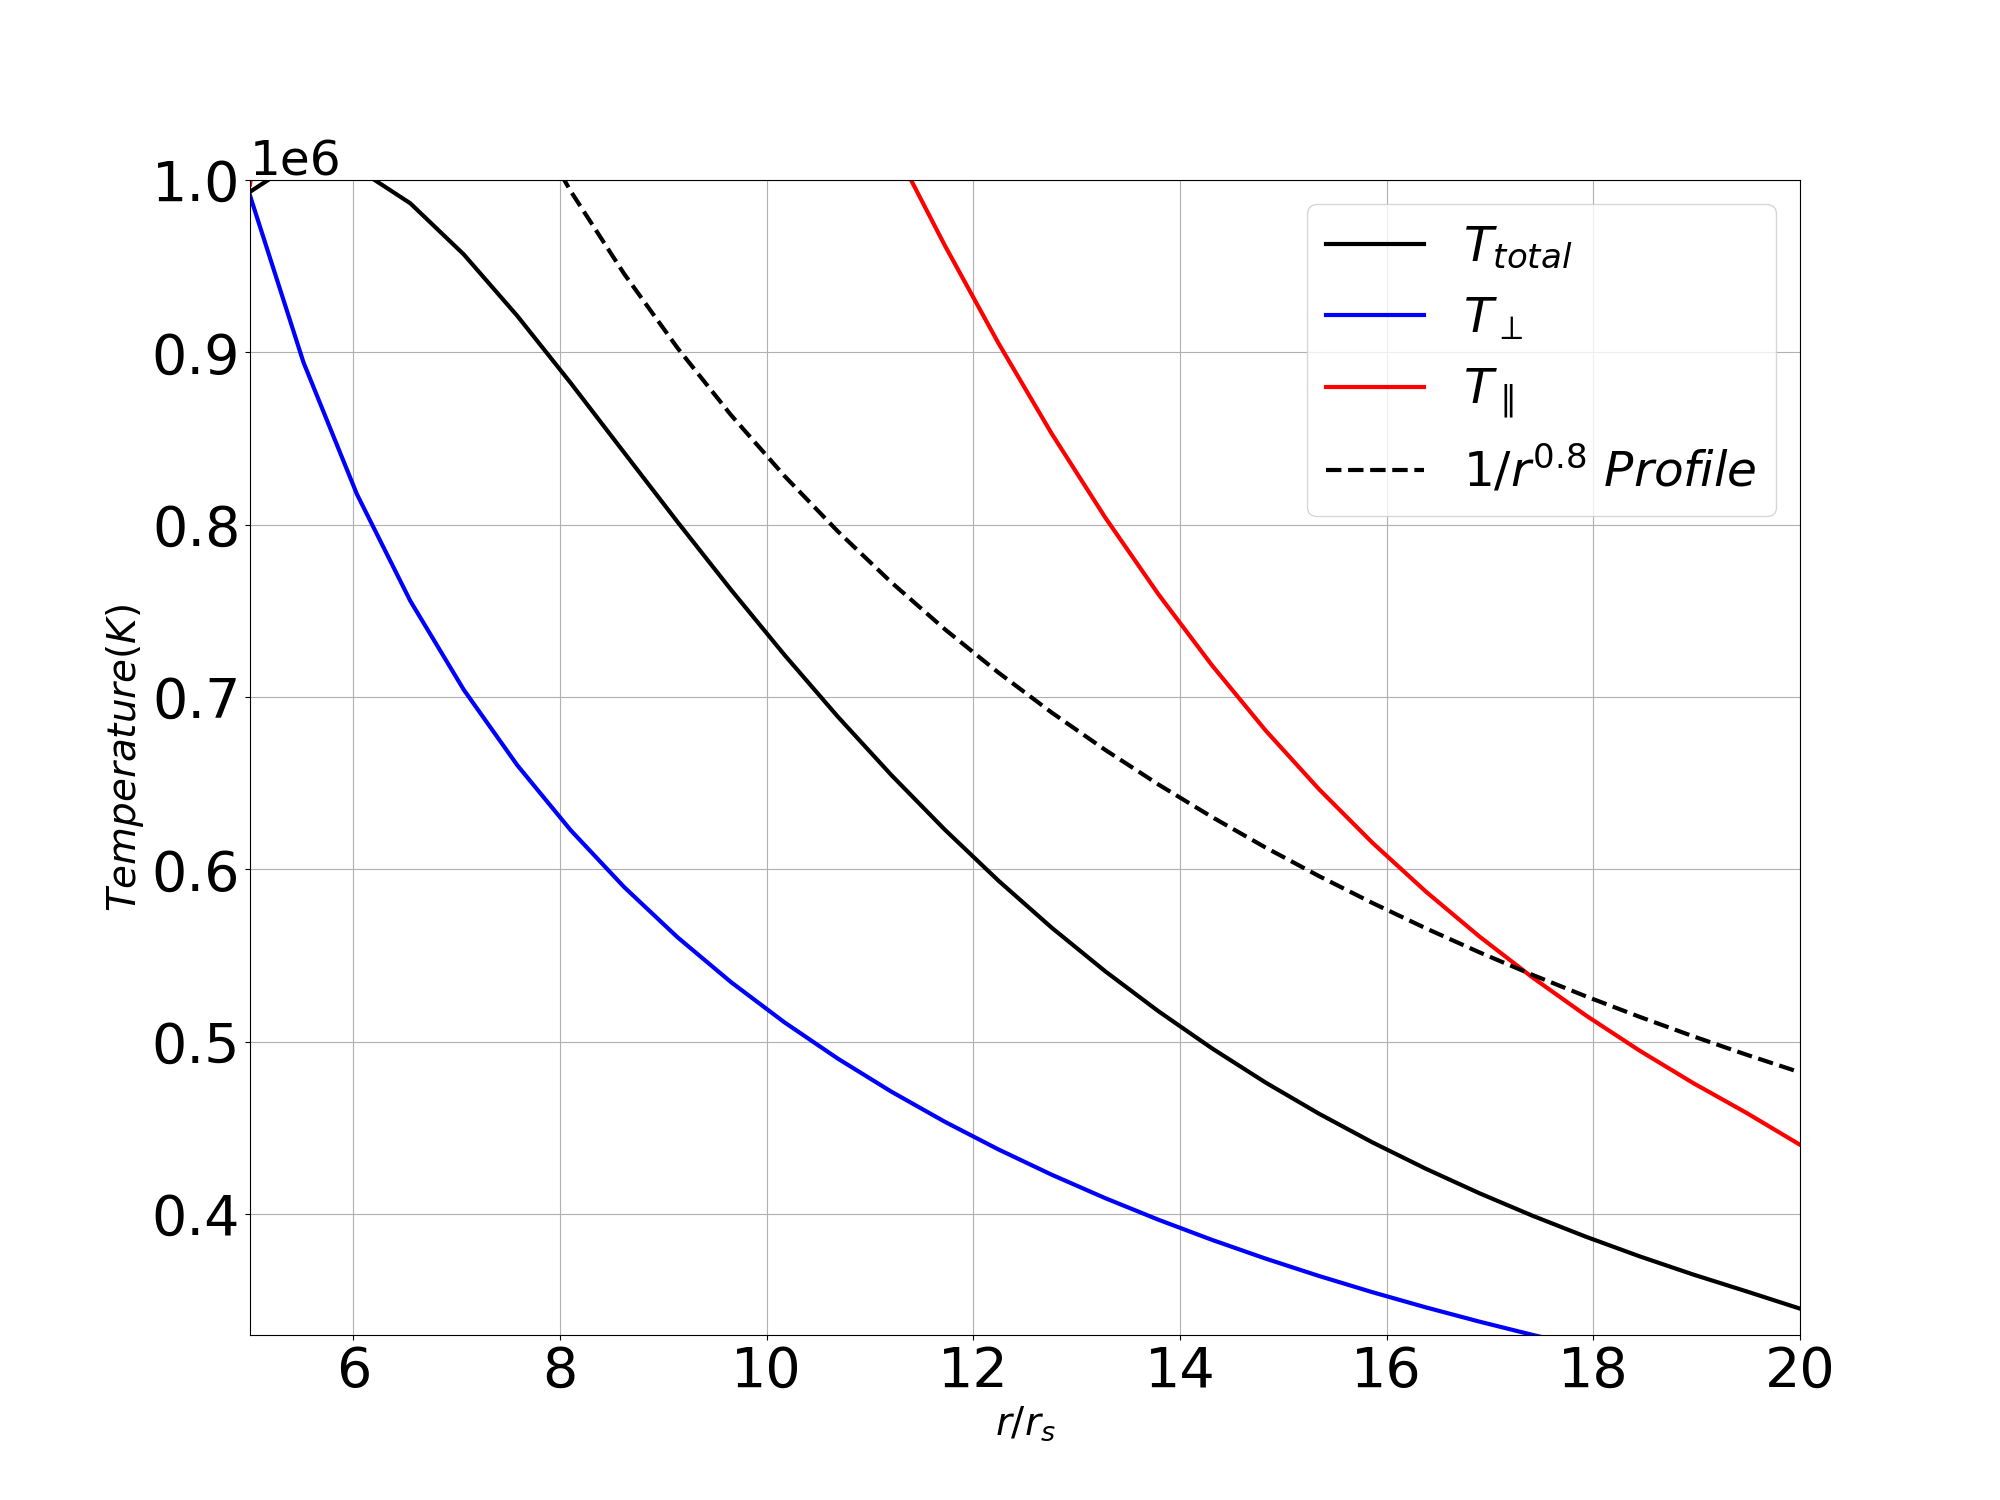 1e6
1.0
0.9
0.8
0.7
0.6
0.5
0.4
Temperature(K)
6 8 10 12 14 16 18 20
r/r_s
T_total
T_⊥
T_∥
1/r^0.8 Profile